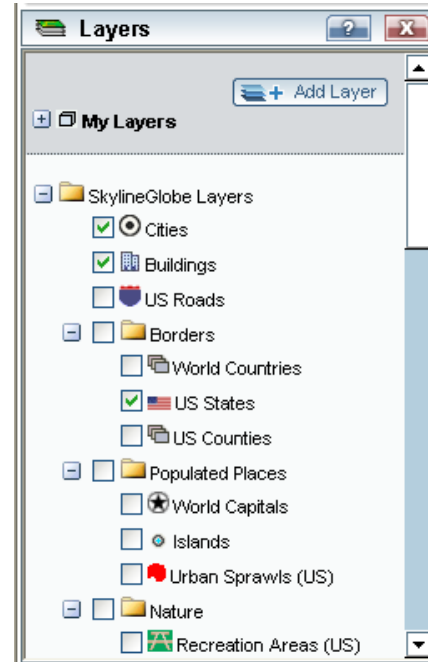 Layers
? X
+ Add Layer
My Layers
SkylineGlobe Layers
Cities
Buildings
US Roads
Borders
World Countries
US States
US Counties
Populated Places
World Capitals
Islands
Urban Sprawls (US)
Nature
Recreation Areas (US)